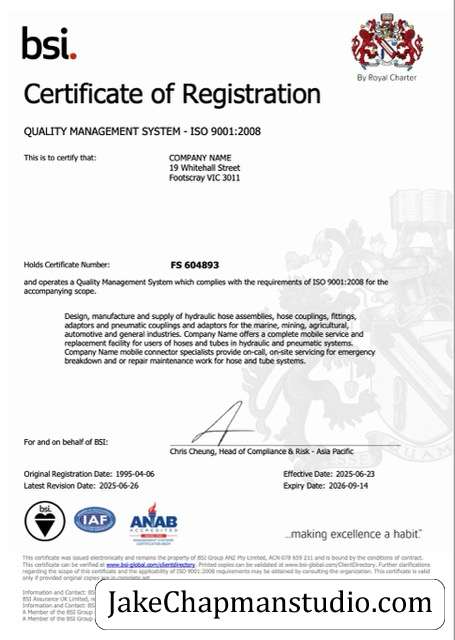 bsi.
By Royal Charter
Certificate of Registration
QUALITY MANAGEMENT SYSTEM - ISO 9001:2008
This is to certify that:
COMPANY NAME
19 Whitehall Street
Footscray VIC 3011
Holds Certificate Number:
FS 604893
and operates a Quality Management System which complies with the requirements of ISO 9001:2008 for the
accompanying scope.
Design, manufacture and supply of hydraulic hose assemblies, hose couplings, fittings,
adaptors and pneumatic couplings and adaptors for the marine, mining, agricultural,
automotive and general industries. Company Name offers a complete mobile service and
replacement facility for users of hoses and tubes in hydraulic and pneumatic systems.
Company Name mobile connector specialists provide on-call, on-site servicing for emergency
breakdown and or repair maintenance work for hose and tube systems.
For and on behalf of BSI:
Chris Cheung, Head of Compliance & Risk - Asia Pacific
Original Registration Date: 1995-04-06
Effective Date: 2025-06-23
Latest Revision Date: 2025-06-26
Expiry Date: 2026-09-14
IAF
ANAB
ACCREDITED
...making excellence a habit.™
This certificate was issued electronically and remains the property of BSI Group ANZ Pty Limited, ACN 078 659 211 and is bound by the conditions of contract.
This certificate can be verified at www.bsi-global.com/clientdirectory. Printed copies can be validated at www.bsi-global.com/ClientDirectory. Further clarifications
regarding the scope of this certificate and the applicability of ISO 9001:2008 requirements may be obtained by consulting the organization. This certificate is valid
only if provided original copies are in complete set.
Information and Contact:
BSI Assurance UK Limited,
Information and Contact:
A Member of the BSI Group
A Member of the BSI Group
JakeChapmanstudio.com